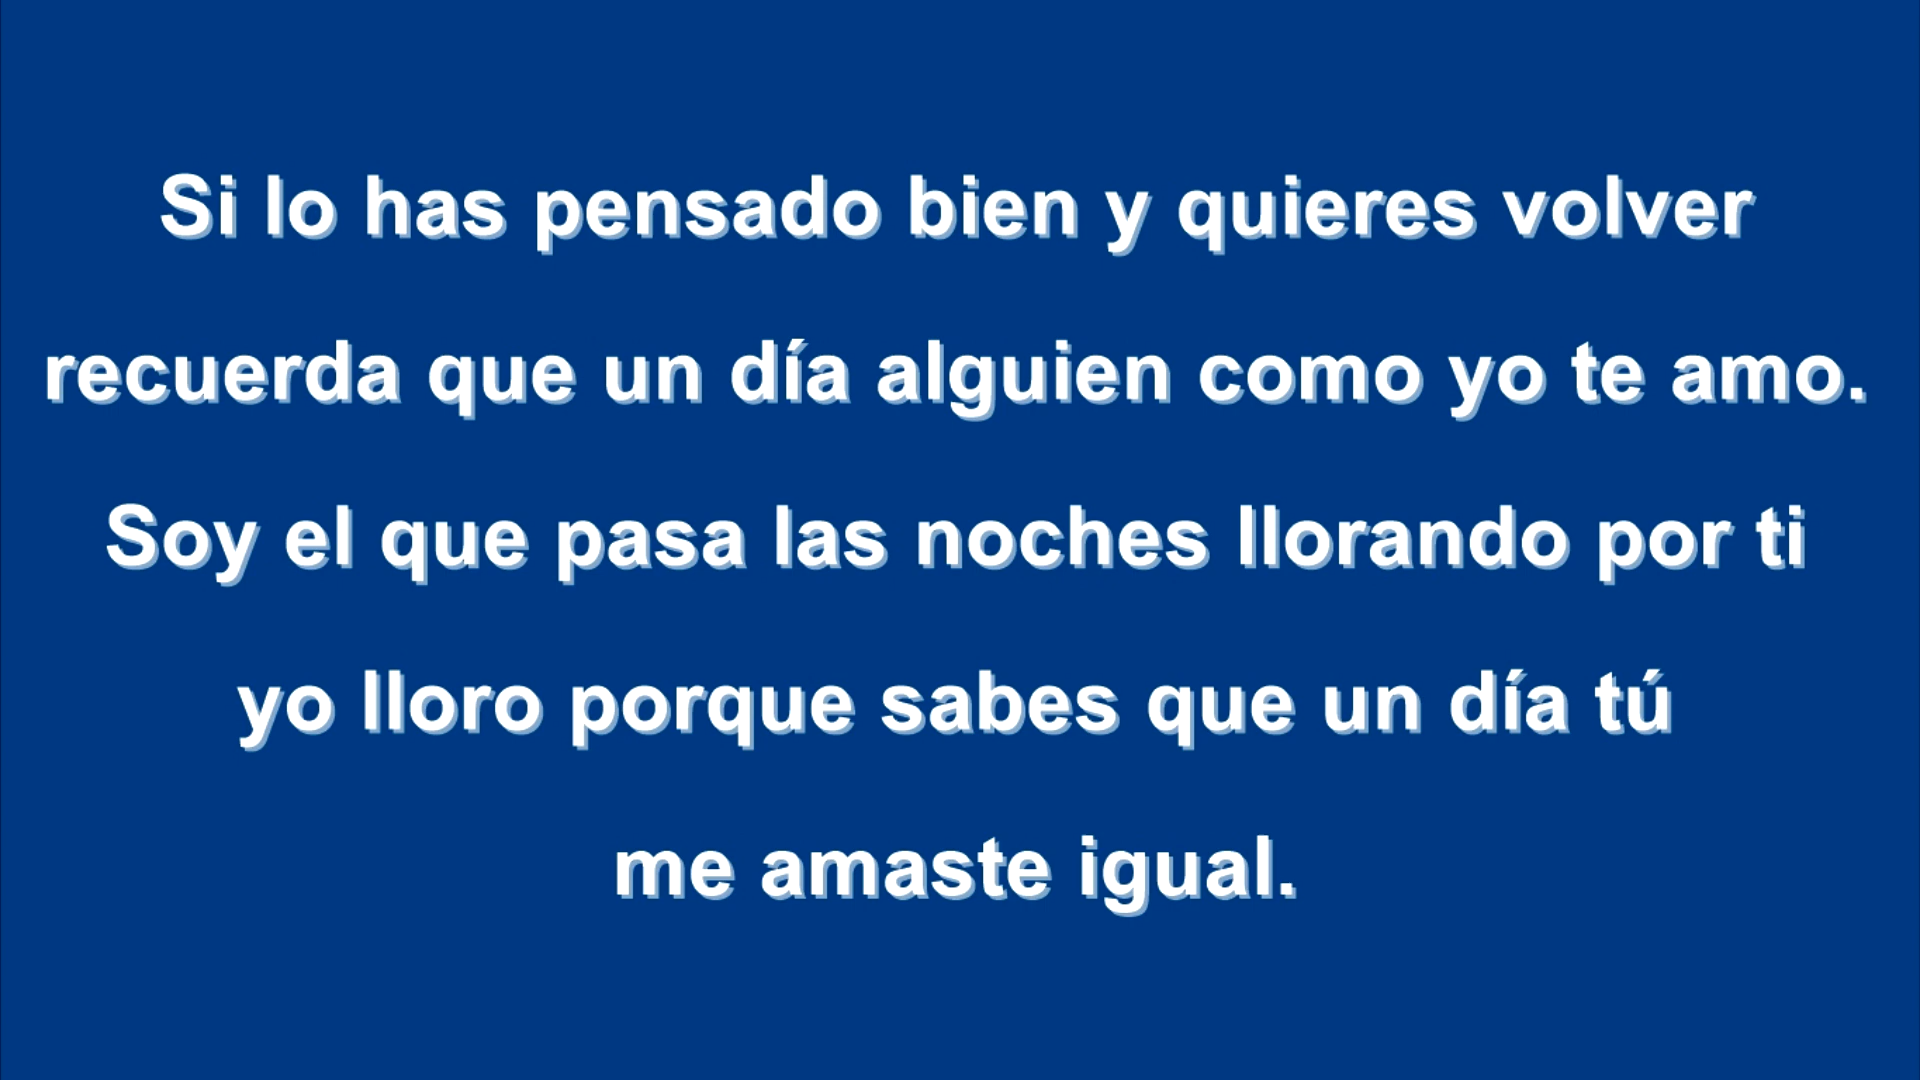 Si lo has pensado bien y quieres volver
recuerda que un día alguien como yo te amo.
Soy el que pasa las noches llorando por ti
yo lloro porque sabes que un día tú
me amaste igual.